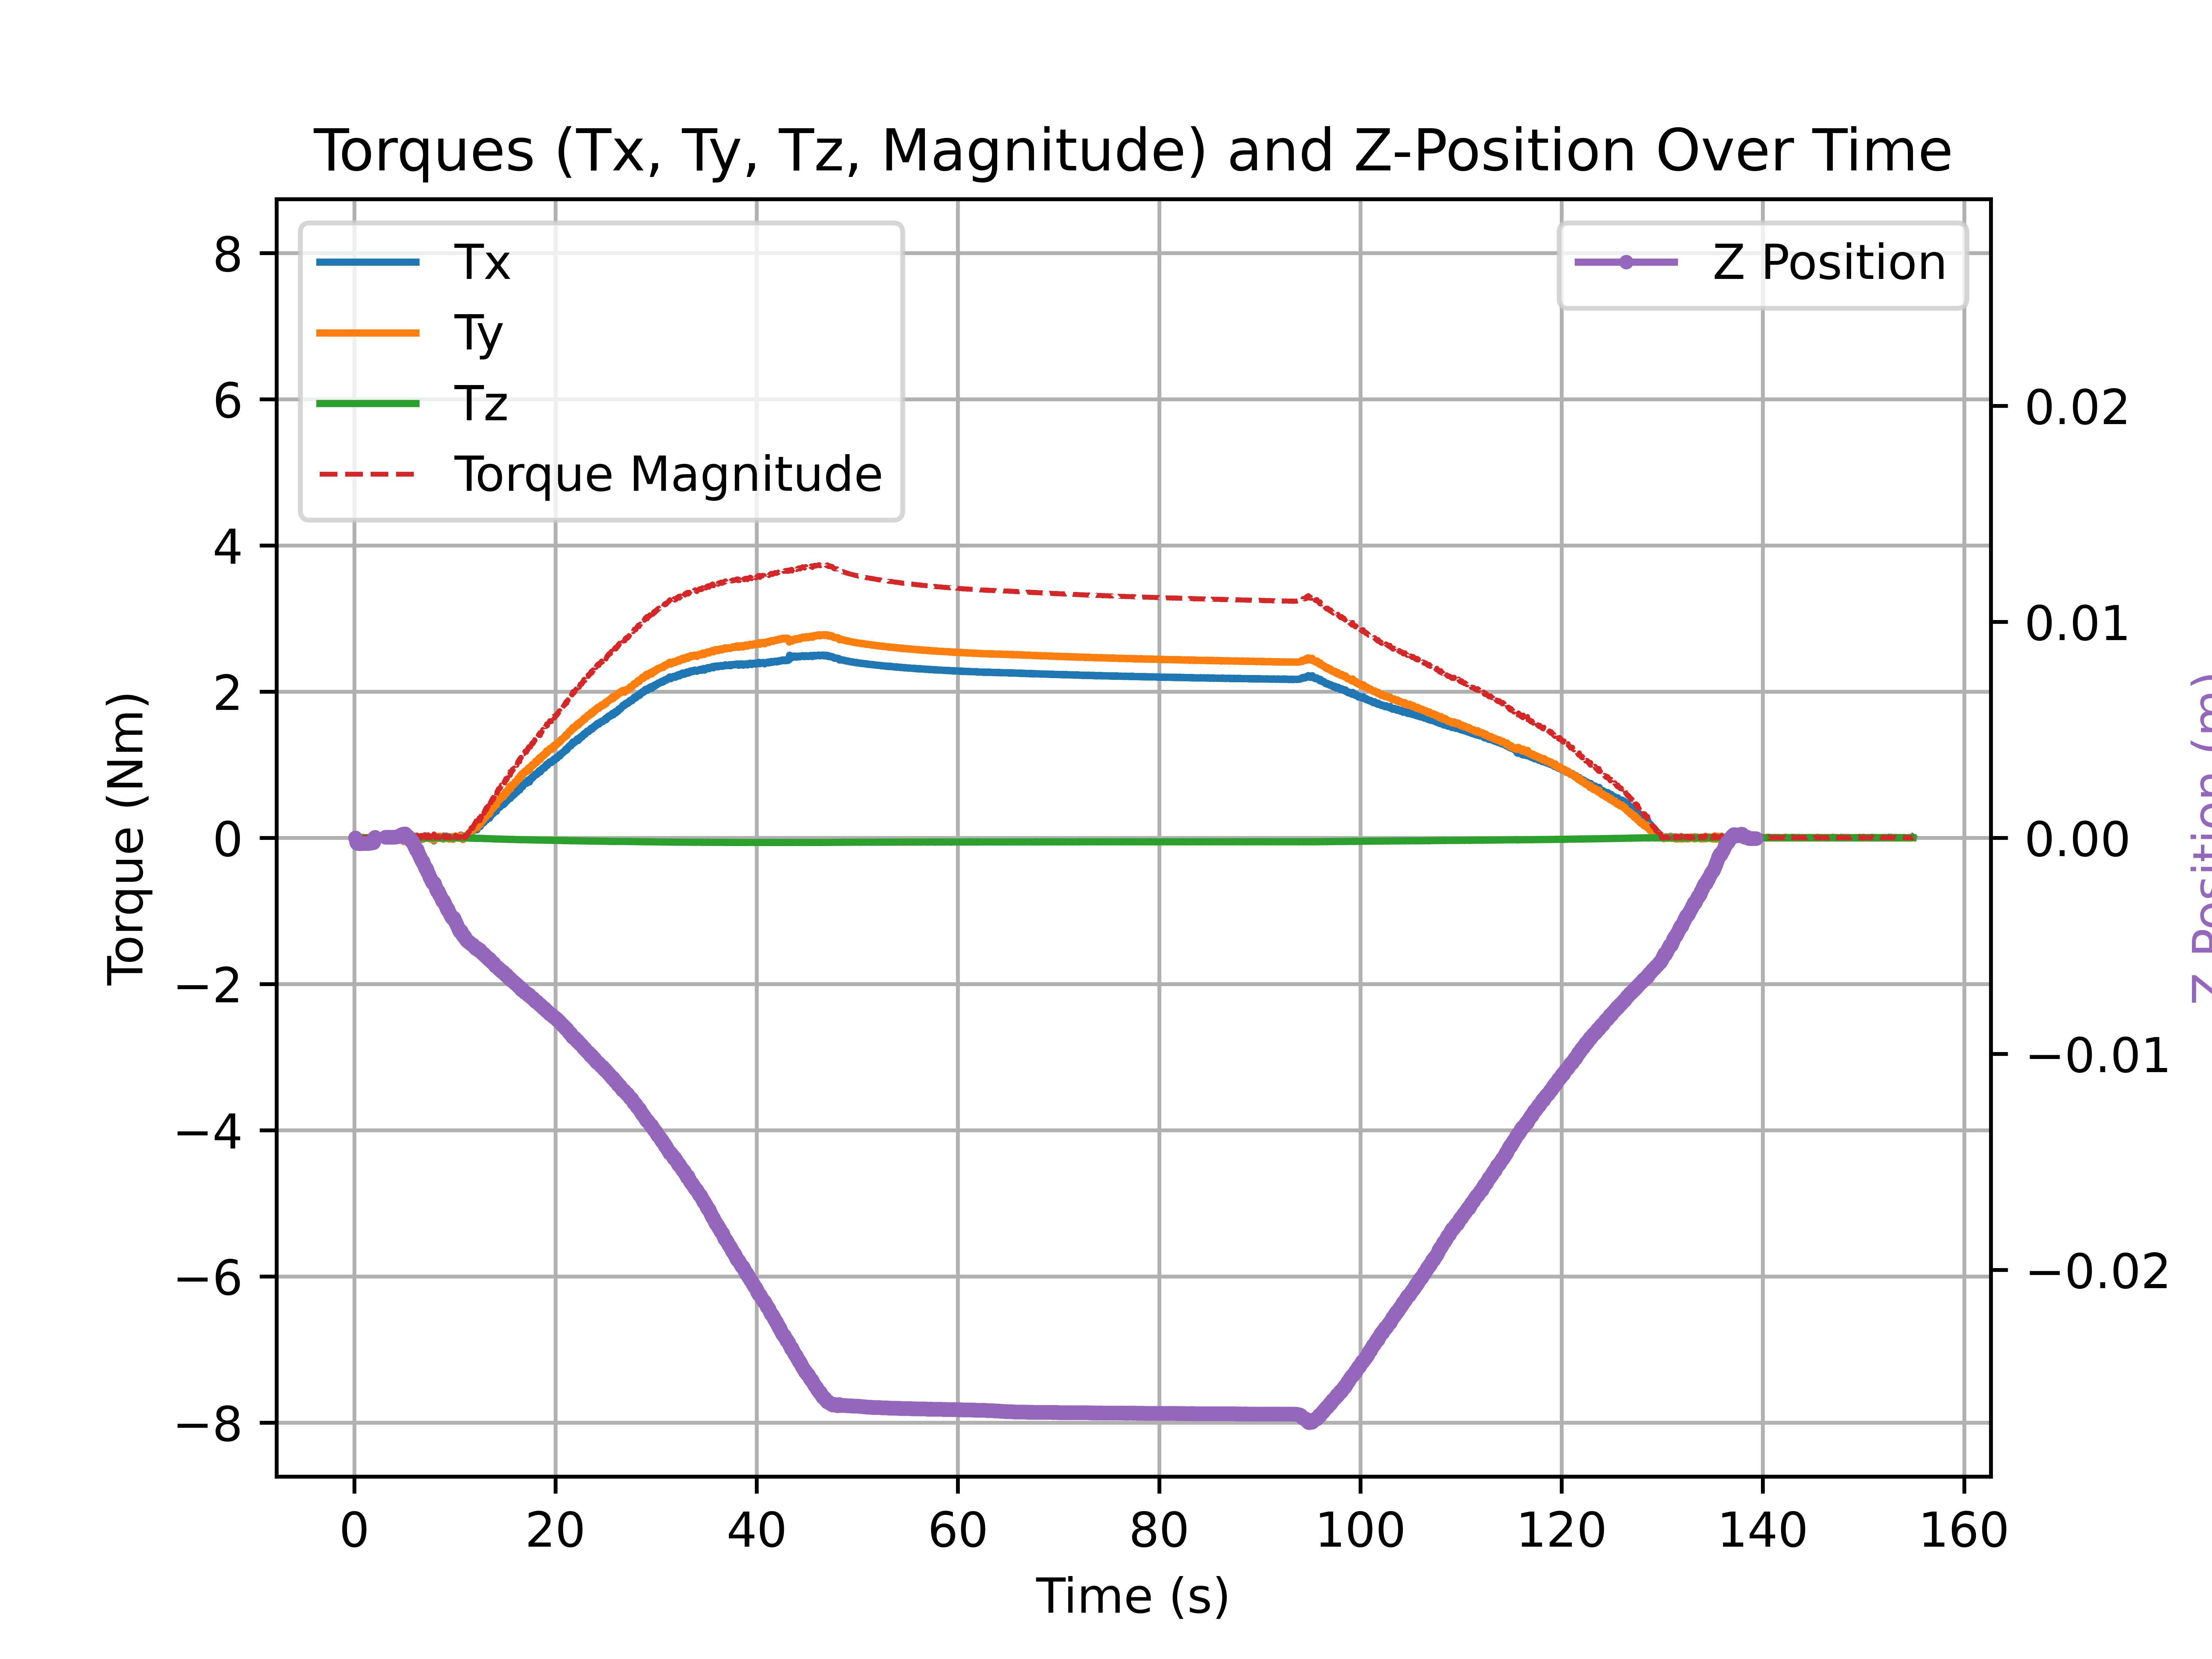 Torques (Tx, Ty, Tz, Magnitude) and Z-Position Over Time
Tx
Ty
Tz
Torque Magnitude
Z Position
8
6
4
2
0
−2
−4
−6
−8
Torque (Nm)
0.02
0.01
0.00
−0.01
−0.02
Z Position (m)
0
20
40
60
80
100
120
140
160
Time (s)